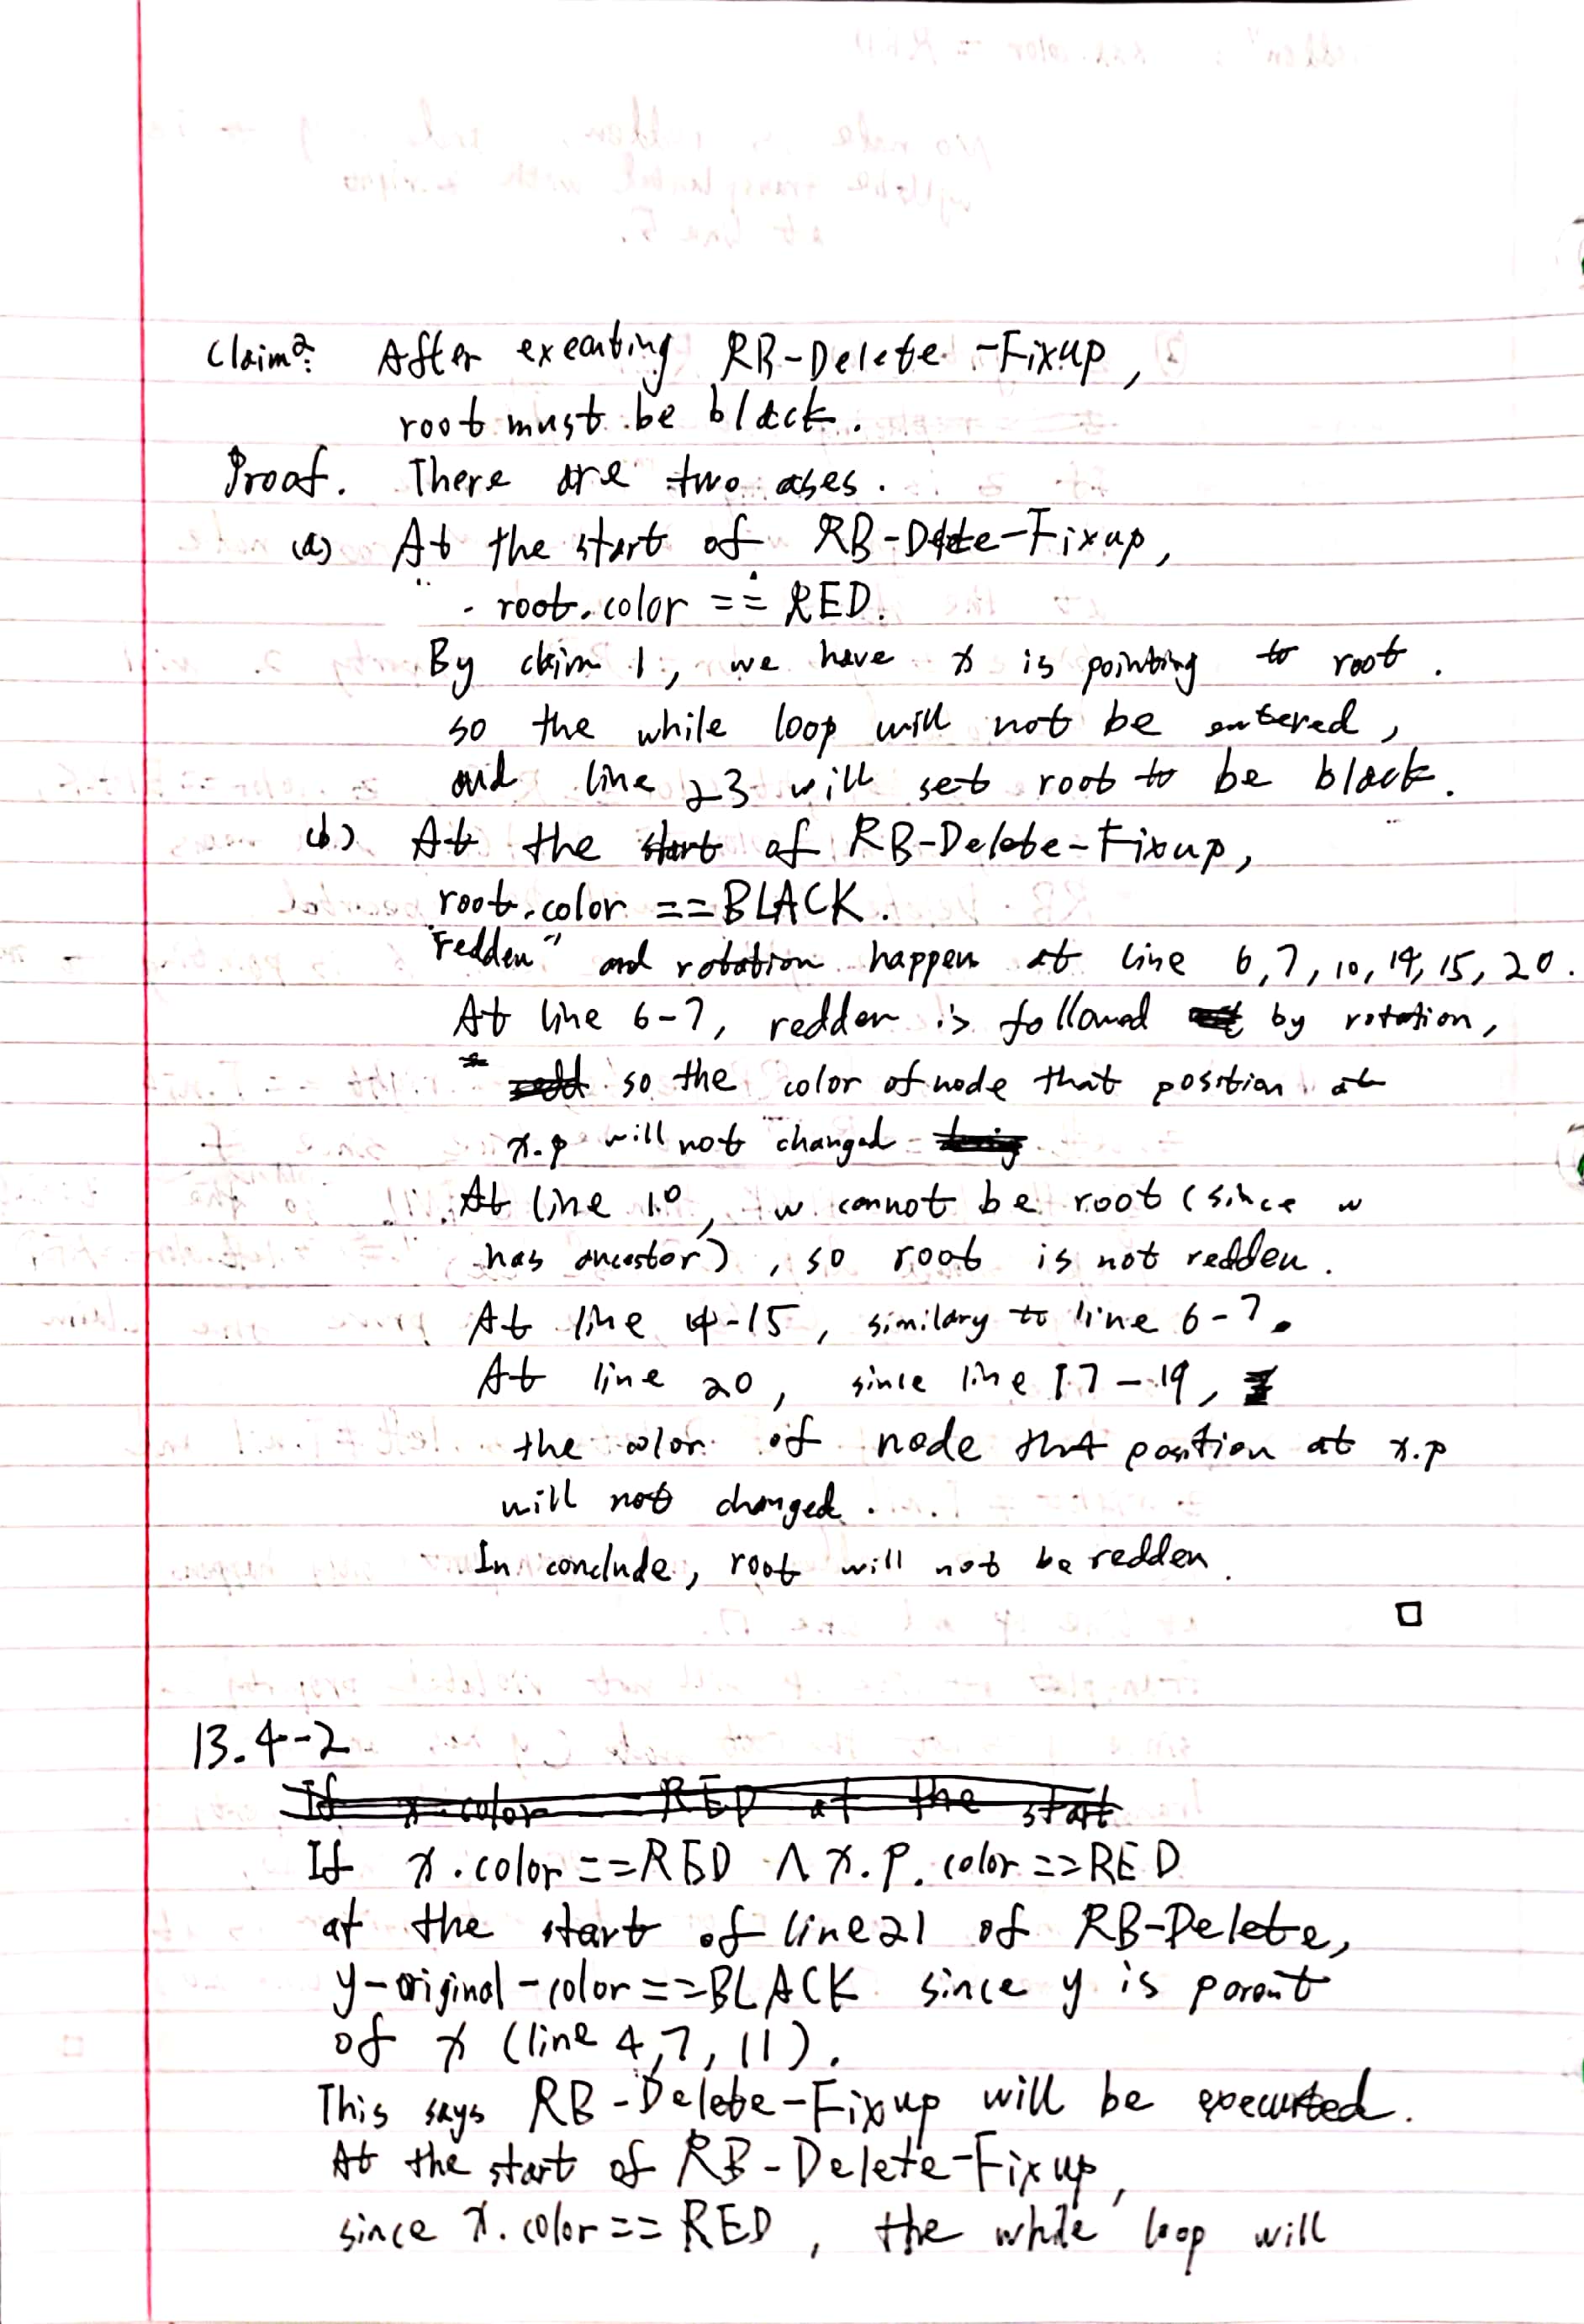 Claim2: After executing RB-Delete-Fixup,
root must be black.
Proof. There are two cases.
(a) At the start of RB-Delete-Fixup,
root.color == RED.
By claim 1, we have x is pointing to root.
so the while loop will not be entered,
and line 23 will set root to be black.
(b) At the start of RB-Delete-Fixup,
root.color == BLACK.
"redden" and rotation happen at line 6,7,10,14,15,20.
At line 6-7, redden is followed by rotation,
so the color of node that position at
x.p will not changed
At line 10, w cannot be root (since w
has ancestor), so root is not redden.
At line 14-15, similary to line 6-7.
At line 20, since line 17-19,
the color of node that position at x.p
will not changed.
In conclude, root will not be redden.
□
13.4-2
If x.color == RED at the start
If x.color == RED ∧ x.p.color == RED
at the start of line 21 of RB-Delete,
y-original-color == BLACK since y is parent
of x (line 4,7,11).
This says RB-Delete-Fixup will be executed.
At the start of RB-Delete-Fixup,
since x.color == RED, the while loop will